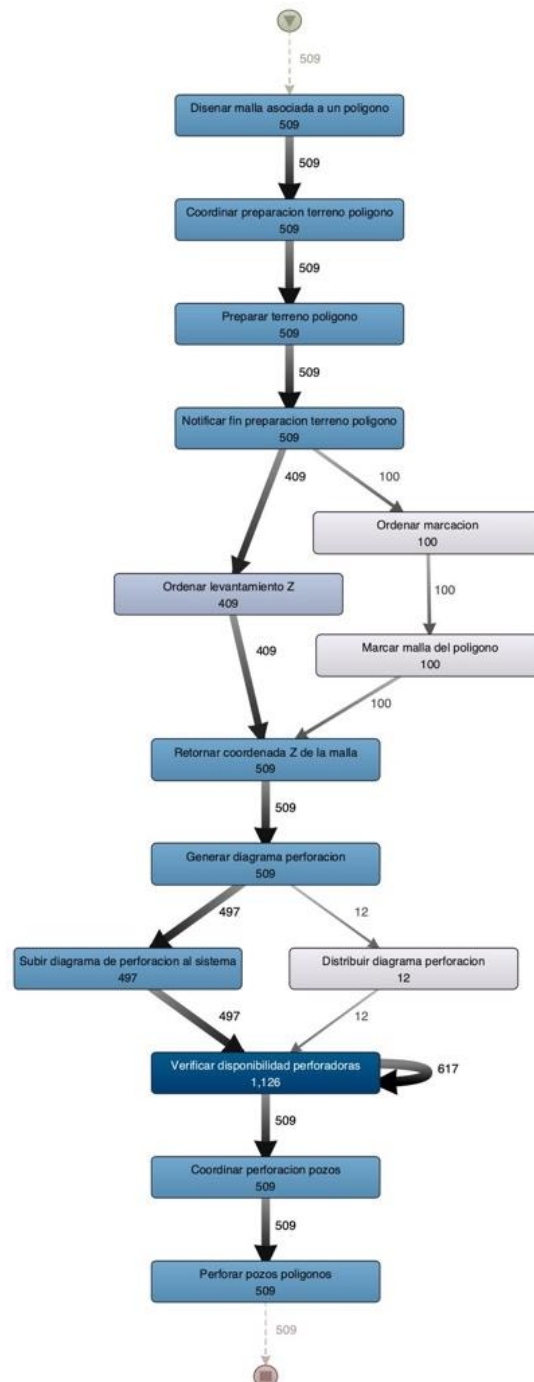 509
Disenar malla asociada a un poligono
509
509
Coordinar preparacion terreno poligono
509
509
Preparar terreno poligono
509
509
Notificar fin preparacion terreno poligono
509
409
100
Ordenar marcacion
100
Ordenar levantamiento Z
409
100
409
Marcar malla del poligono
100
100
Retornar coordenada Z de la malla
509
509
Generar diagrama perforacion
509
497
12
Subir diagrama de perforacion al sistema
497
Distribuir diagrama perforacion
12
497
12
Verificar disponibilidad perforadoras
1,126
617
509
Coordinar perforacion pozos
509
509
Perforar pozos poligonos
509
509